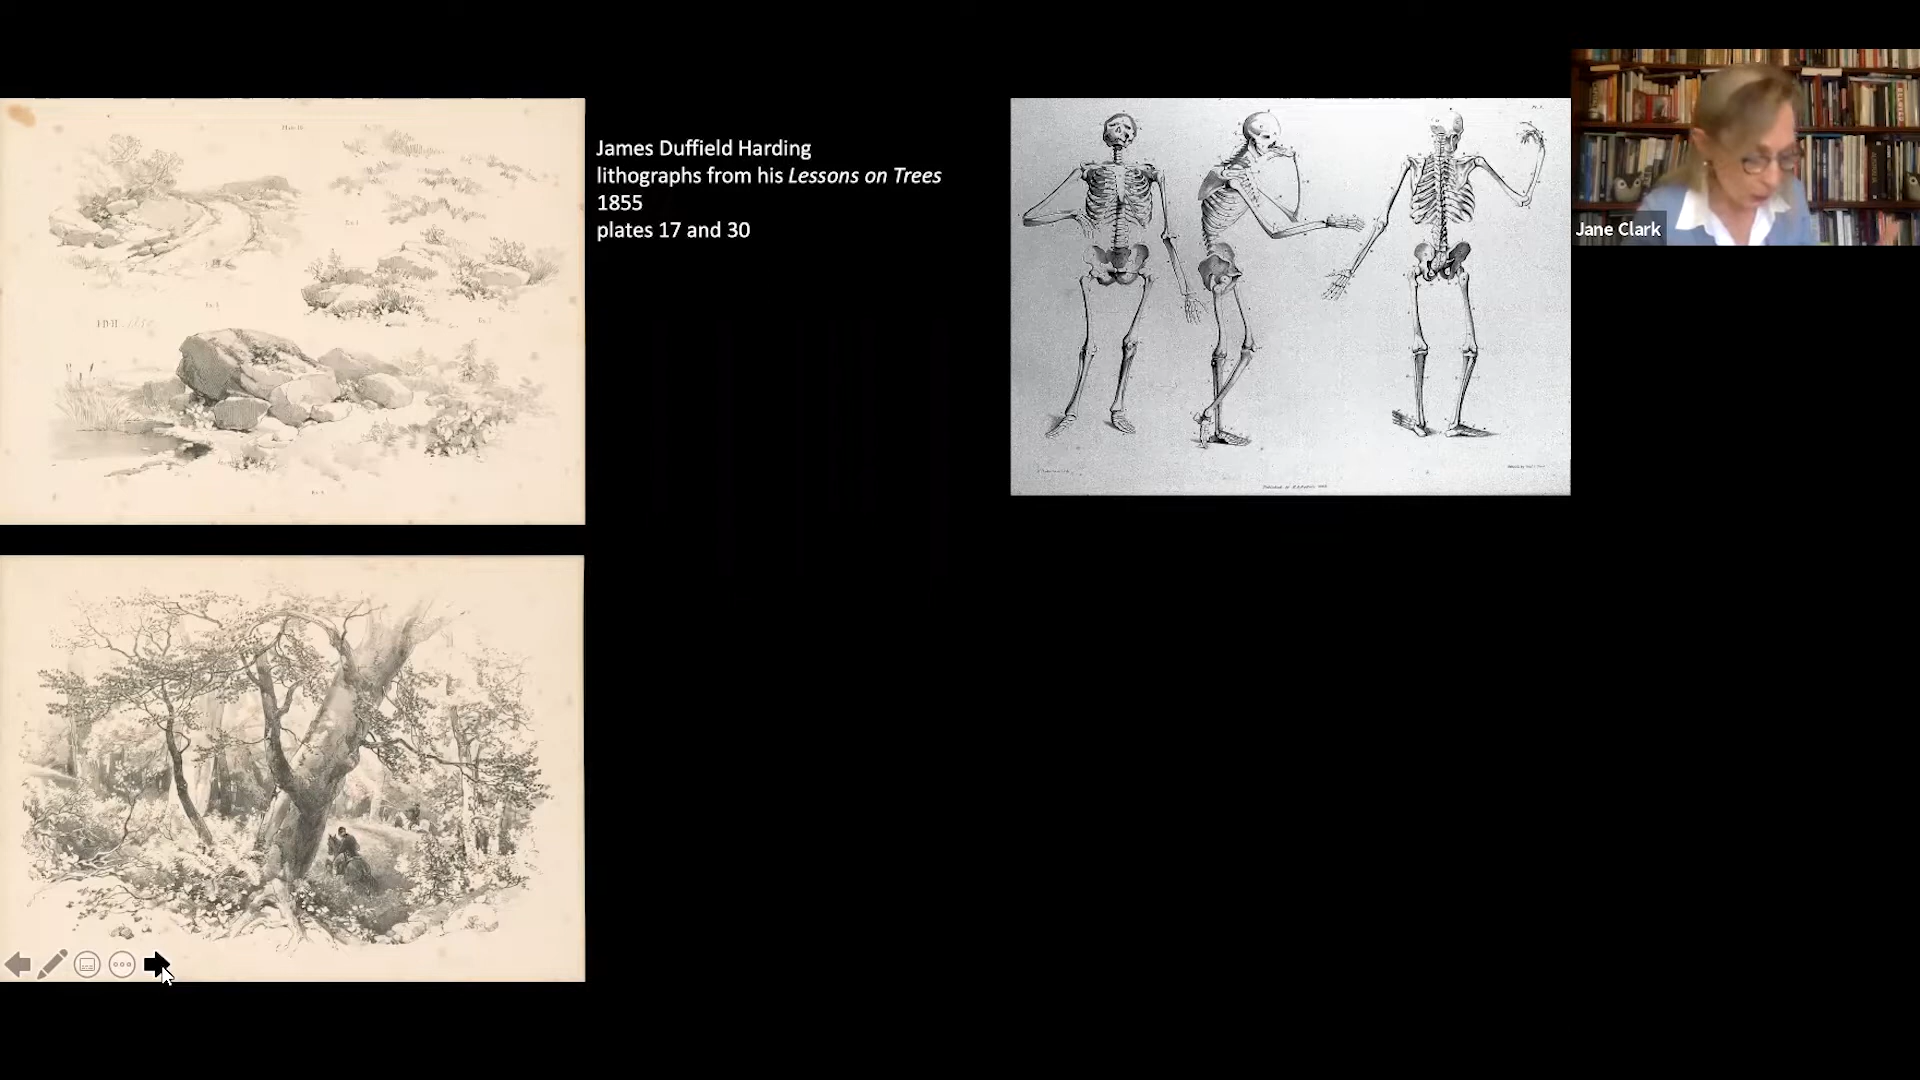 James Duffield Harding
lithographs from his Lessons on Trees
1855
plates 17 and 30
Jane Clark